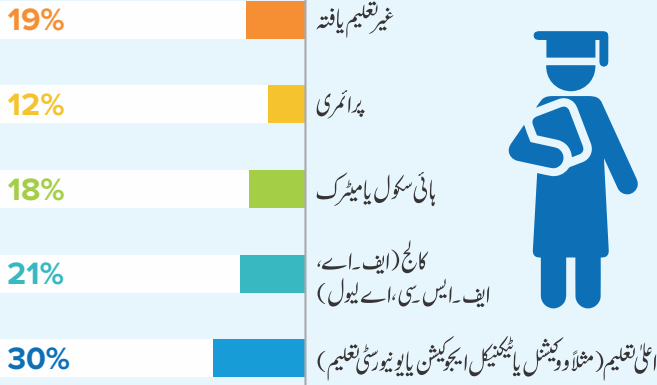 غیر تعلیم یافتہ
19%
پرائمری
12%
ہائی سکول یا میٹرک
18%
کالج (ایف۔اے،
ایف۔ایس۔سی، اے لیول)
21%
اعلیٰ تعلیم (مثلاً ووکیشنل یا ٹیکنیکل ایجوکیشن یا یونیورسٹی تعلیم)
30%